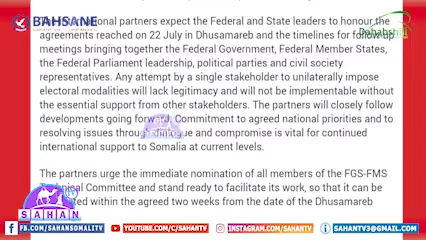 BAHSANE
Dahabshiil
The international partners expect the Federal and State leaders to honour the
agreements reached on 22 July in Dhusamareb and the timelines for follow up
meetings bringing together the Federal Government, Federal Member States,
the Federal Parliament leadership, political parties and civil society
representatives. Any attempt by a single stakeholder to unilaterally impose
electoral modalities will lack legitimacy and will not be implementable without
the essential support from other stakeholders. The partners will closely follow
developments going forward. Commitment to agreed national priorities and to
resolving issues through dialogue and compromise is vital for continued
international support to Somalia at current levels.
The partners urge the immediate nomination of all members of the FGS-FMS
Technical Committee and stand ready to facilitate its work, so that it can be
within the agreed two weeks from the date of the Dhusamareb
SAHAN
FB.COM/SAHANSOMALITV
YOUTUBE.COM/C/SAHANTV
INSTAGRAM.COM/SAHANTV
SAHANTV3@GMAIL.COM